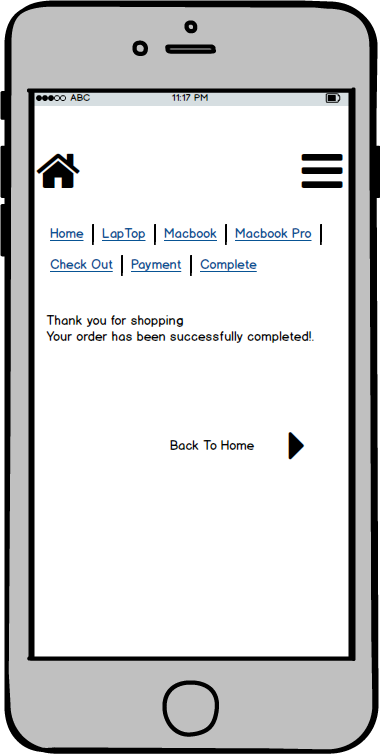 ABC 11:17 PM
Home | LapTop | Macbook | Macbook Pro |
Check Out | Payment | Complete
Thank you for shopping
Your order has been successfully completed!.
Back To Home